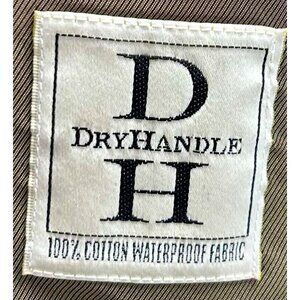 D
DRYHANDLE
H
100% COTTON WATERPROOF FABRIC